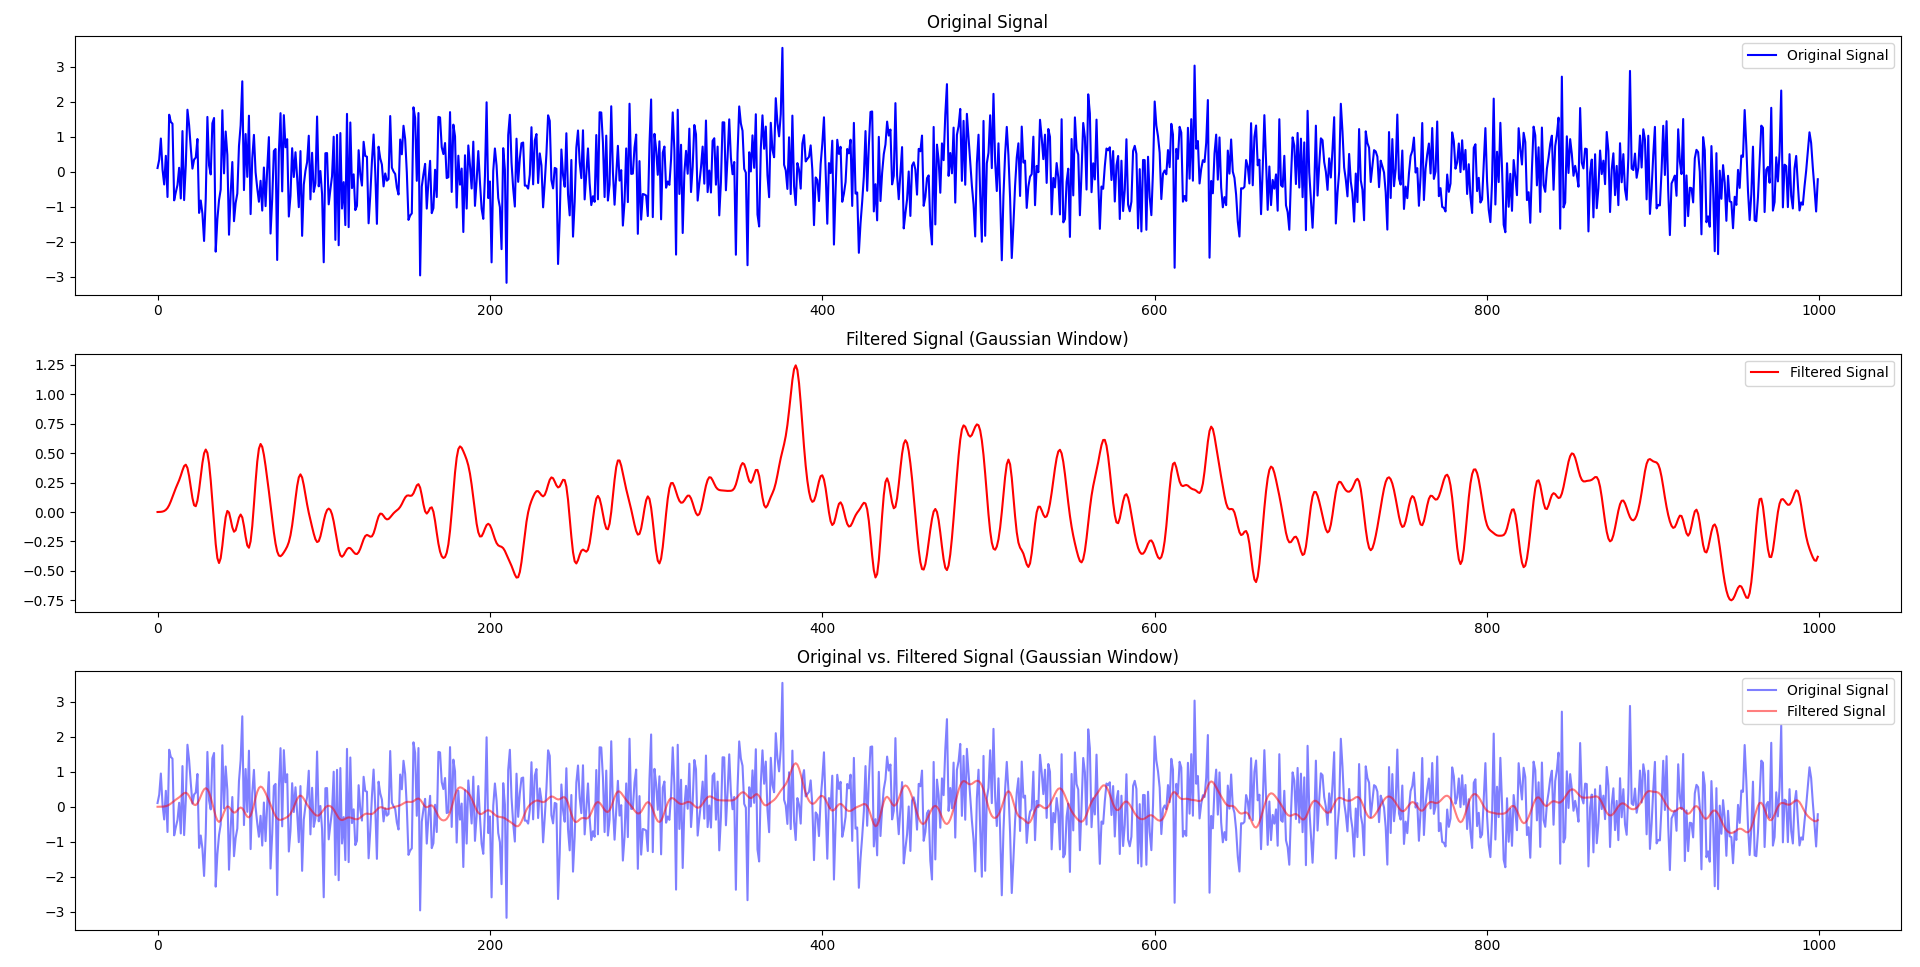 Original Signal
Original Signal
3
2
1
0
−1
−2
−3
0 200 400 600 800 1000
Filtered Signal (Gaussian Window)
Filtered Signal
1.25
1.00
0.75
0.50
0.25
0.00
−0.25
−0.50
−0.75
0 200 400 600 800 1000
Original vs. Filtered Signal (Gaussian Window)
Original Signal
Filtered Signal
3
2
1
0
−1
−2
−3
0 200 400 600 800 1000